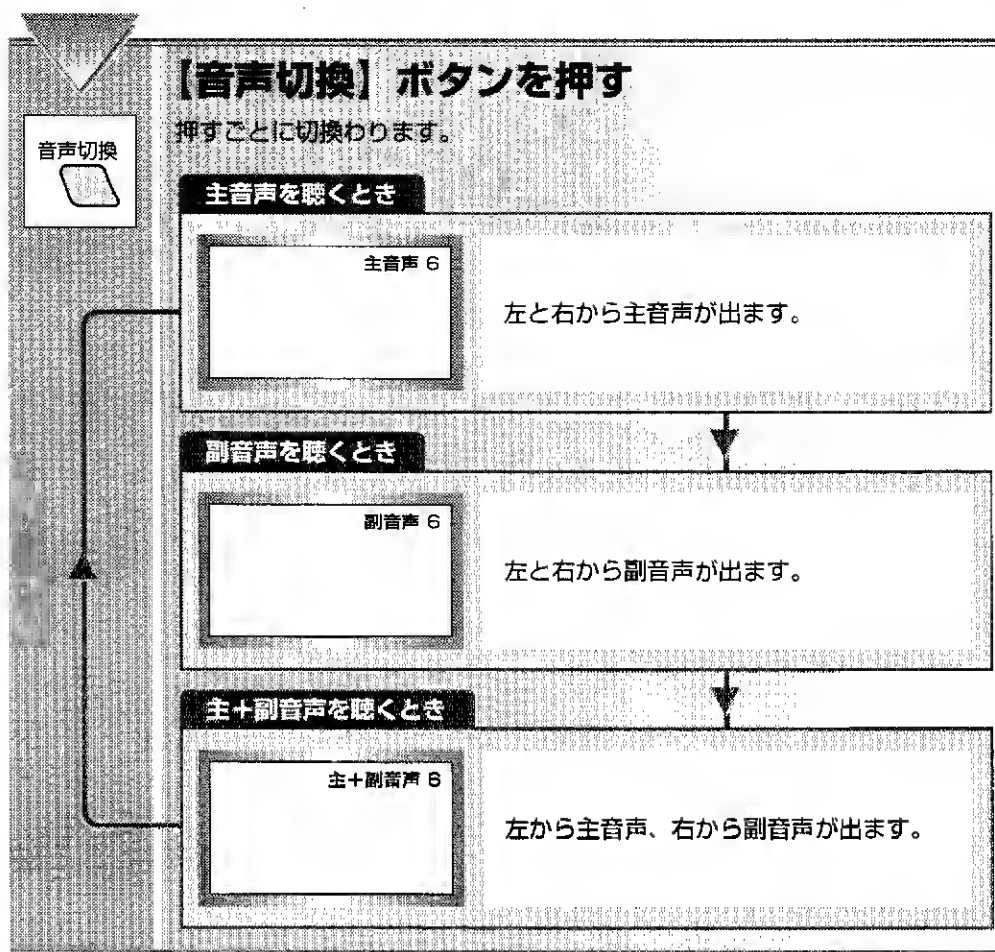 【音声切換】ボタンを押す
押すごとに切換わります。
音声切換
主音声を聴くとき
主音声 6
左と右から主音声が出ます。
副音声を聴くとき
副音声 6
左と右から副音声が出ます。
主+副音声を聴くとき
主+副音声 6
左から主音声、右から副音声が出ます。